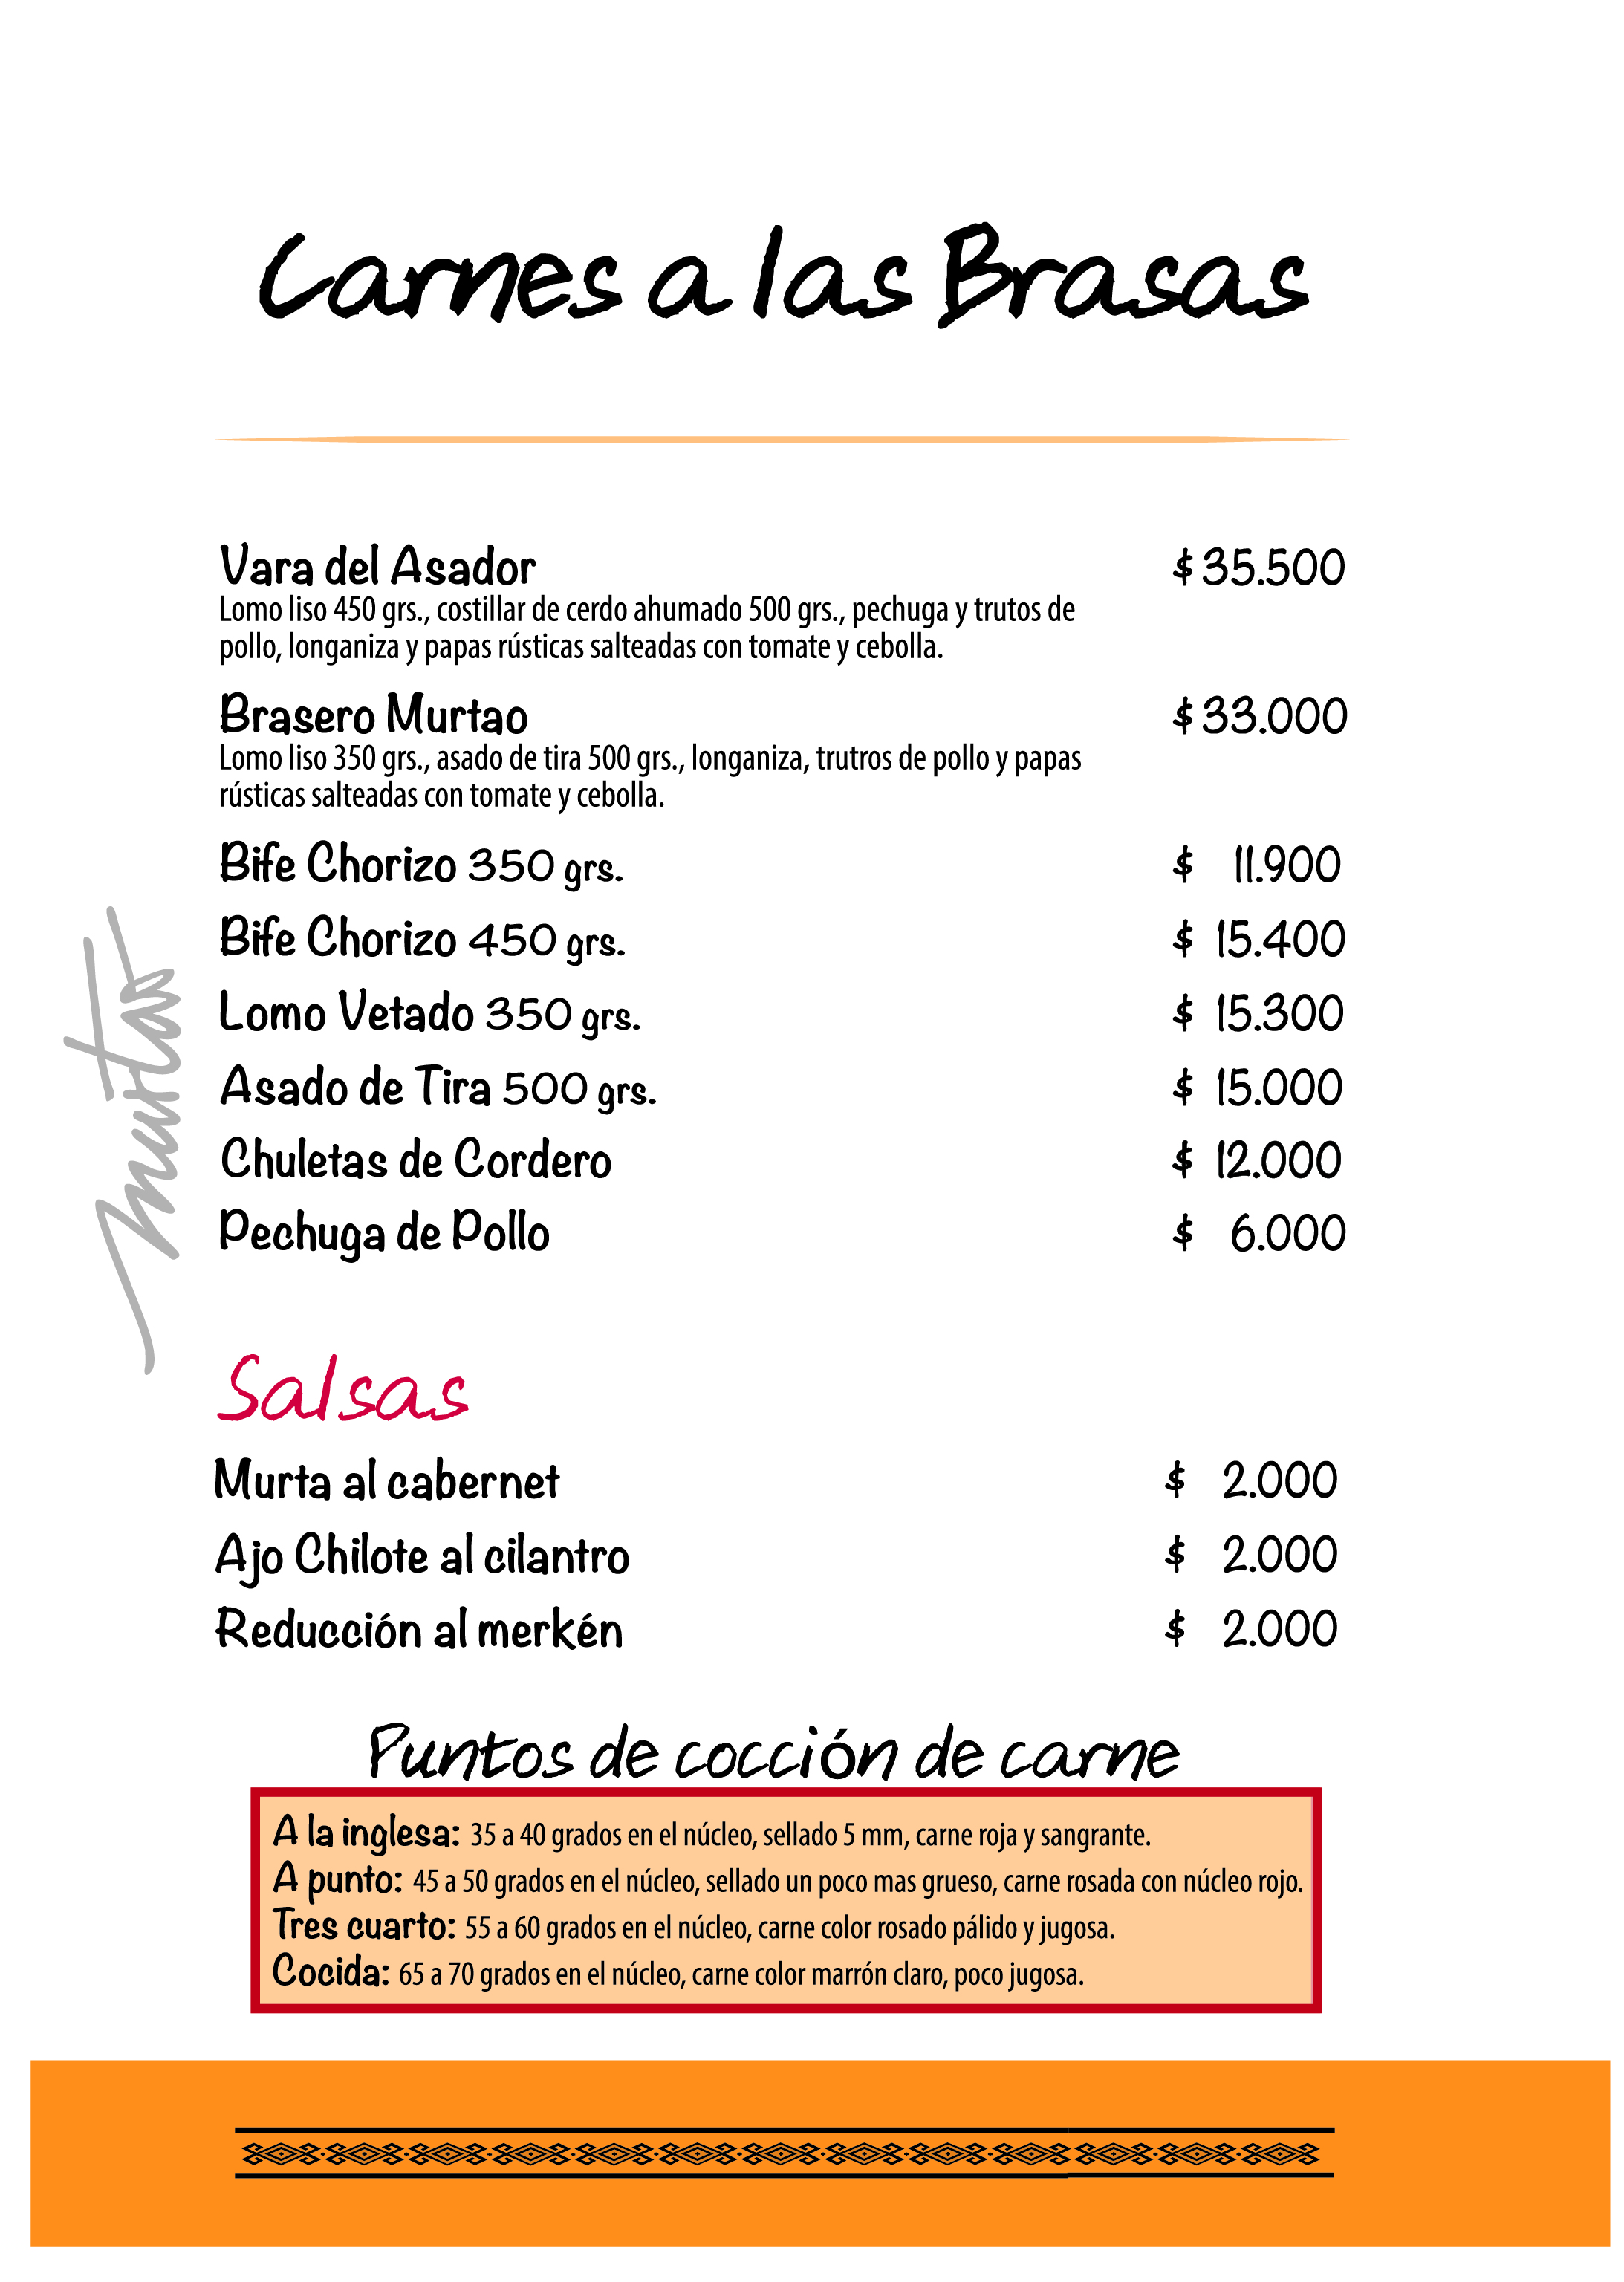 Carnes a las Brasas
Vara del Asador $ 35.500
Lomo liso 450 grs., costillar de cerdo ahumado 500 grs., pechuga y trutos de
pollo, longaniza y papas rústicas salteadas con tomate y cebolla.
Brasero Murtao $ 33.000
Lomo liso 350 grs., asado de tira 500 grs., longaniza, trutros de pollo y papas
rústicas salteadas con tomate y cebolla.
Bife Chorizo 350 grs. $ 11.900
Bife Chorizo 450 grs. $ 15.400
Lomo Vetado 350 grs. $ 15.300
Asado de Tira 500 grs. $ 15.000
Chuletas de Cordero $ 12.000
Pechuga de Pollo $ 6.000
murtao
Salsas
Murta al cabernet $ 2.000
Ajo Chilote al cilantro $ 2.000
Reducción al merkén $ 2.000
Puntos de cocción de carne
A la inglesa: 35 a 40 grados en el núcleo, sellado 5 mm, carne roja y sangrante.
A punto: 45 a 50 grados en el núcleo, sellado un poco mas grueso, carne rosada con núcleo rojo.
Tres cuarto: 55 a 60 grados en el núcleo, carne color rosado pálido y jugosa.
Cocida: 65 a 70 grados en el núcleo, carne color marrón claro, poco jugosa.